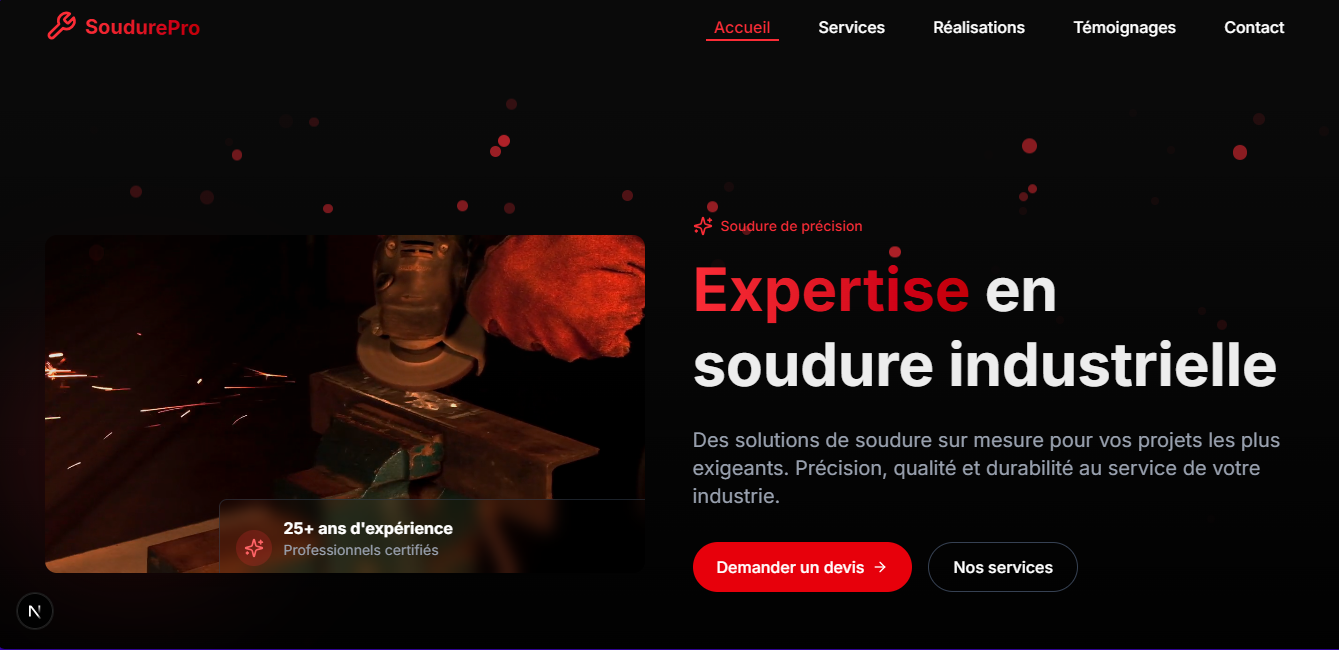 SoudurePro
Accueil
Services
Réalisations
Témoignages
Contact
Soudure de précision
Expertise en
soudure industrielle
Des solutions de soudure sur mesure pour vos projets les plus
exigeants. Précision, qualité et durabilité au service de votre
industrie.
Demander un devis
Nos services
25+ ans d'expérience
Professionnels certifiés
N